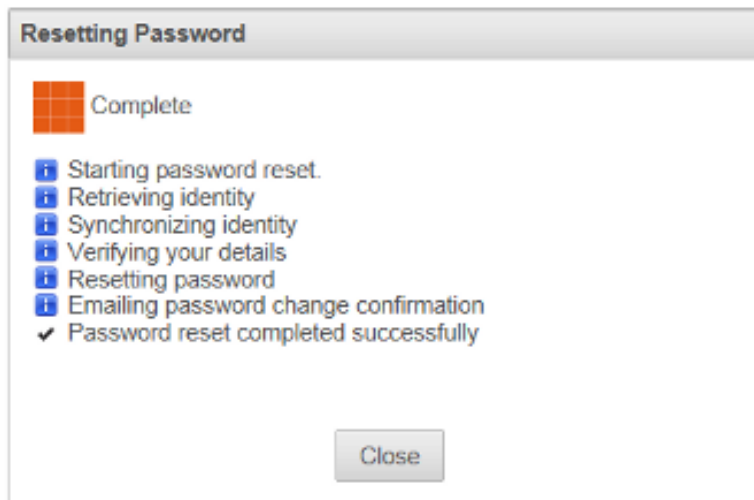 Resetting Password
Complete
Starting password reset.
Retrieving identity
Synchronizing identity
Verifying your details
Resetting password
Emailing password change confirmation
Password reset completed successfully
Close